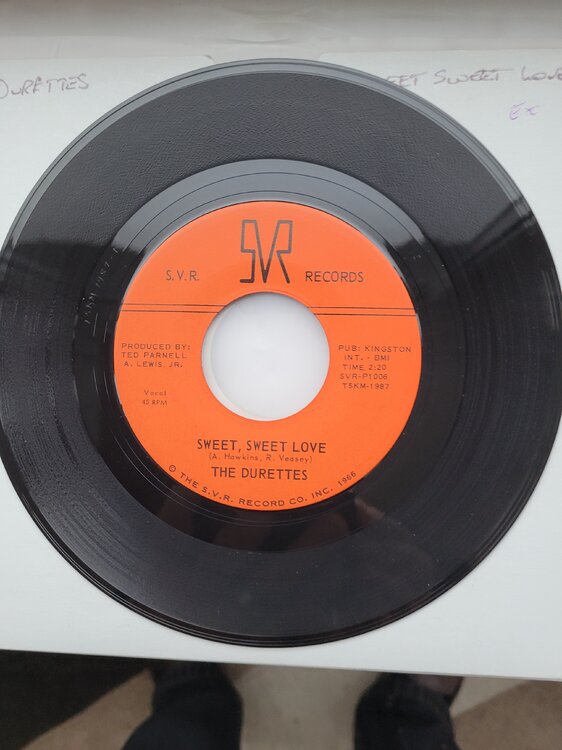 DURETTES
SWEET LOVE
EX
SVR
S.V.R. RECORDS
PRODUCED BY:
TED PARNELL
A. LEWIS, JR.
Vocal
45 RPM
PUB: KINGSTON
INT. - BMI
TIME 2:20
SVR-P1006
T5KM-1987
SWEET, SWEET LOVE
(A. Hawkins, R. Veasey)
THE DURETTES
© THE S.V.R. RECORD CO. INC. 1966